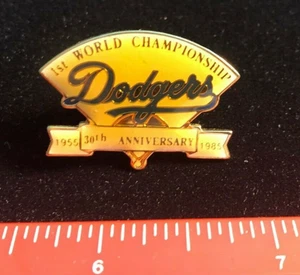 1st WORLD CHAMPIONSHIP
Dodgers
1955 30th ANNIVERSARY 1985
6 7